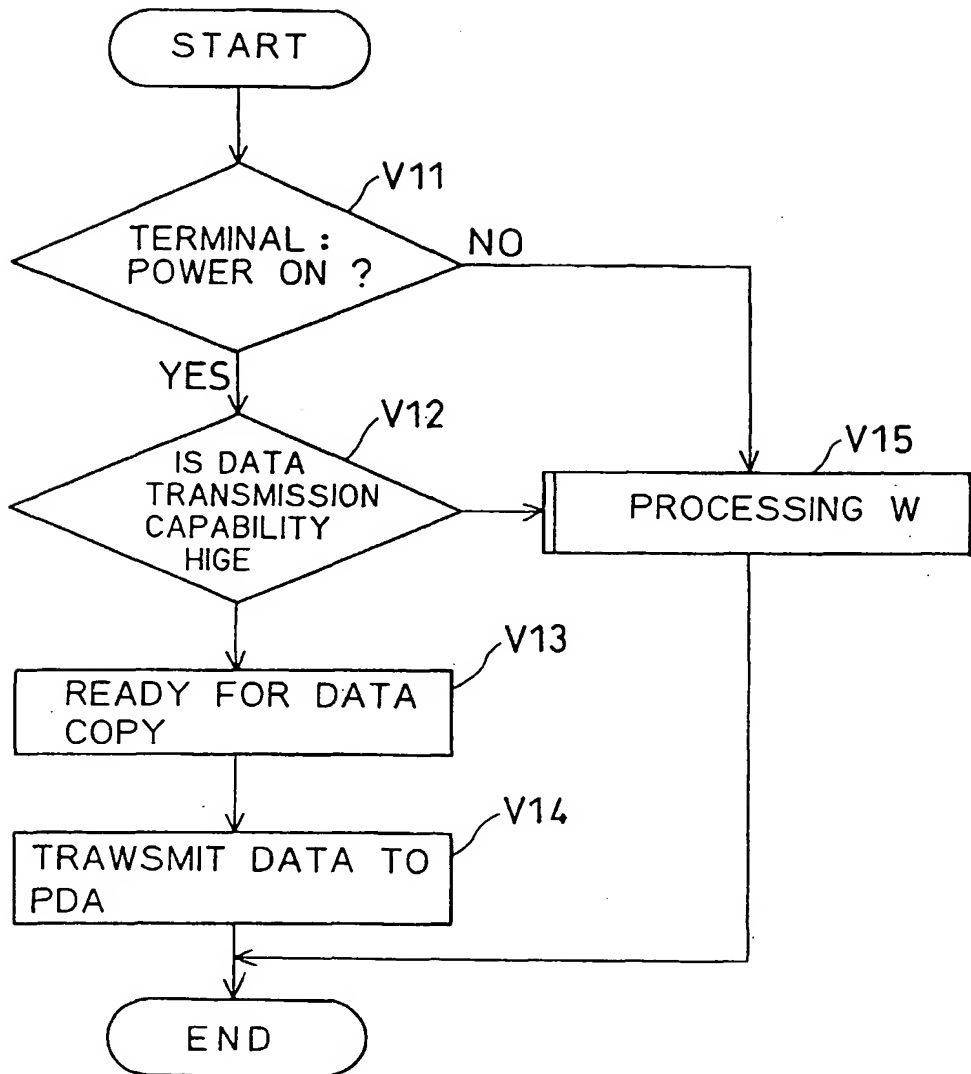 START
V11
TERMINAL :
POWER ON ?
NO
YES
V12
IS DATA
TRANSMISSION
CAPABILITY
HIGE
V15
PROCESSING W
V13
READY FOR DATA
COPY
V14
TRAWSMIT DATA TO
PDA
END